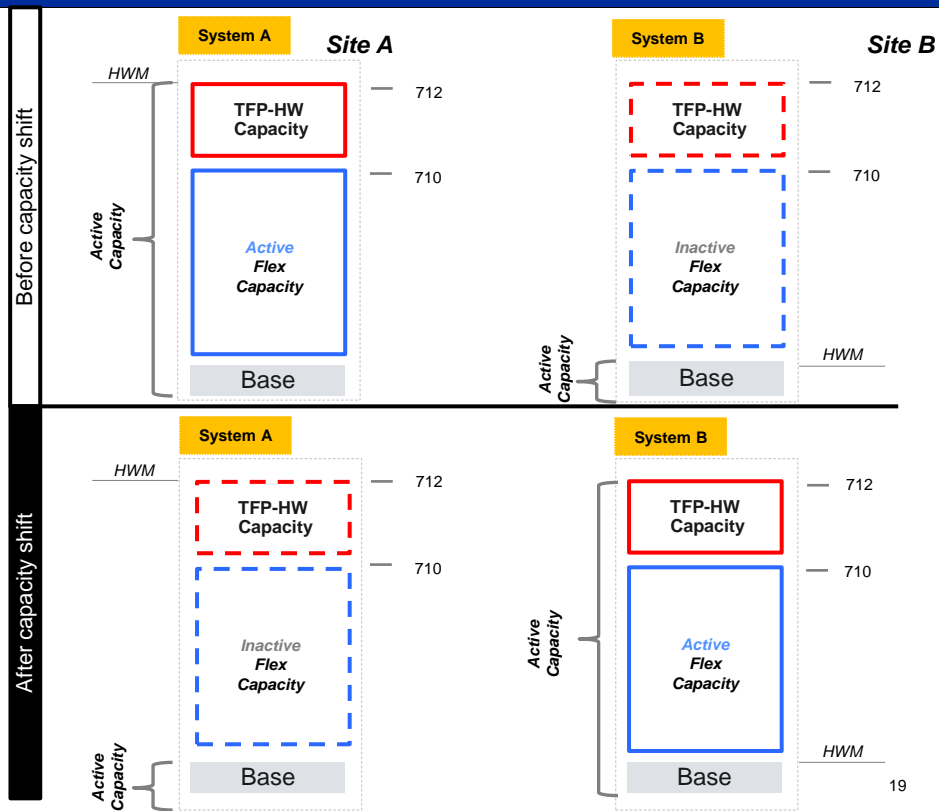 Before capacity shift
System A
Site A
HWM
TFP-HW
Capacity
712
710
Active
Capacity
Active
Flex
Capacity
Base
System B
Site B
TFP-HW
Capacity
712
710
Inactive
Flex
Capacity
Active
Capacity
HWM
Base
After capacity shift
System A
HWM
TFP-HW
Capacity
712
710
Inactive
Flex
Capacity
Active
Capacity
Base
System B
TFP-HW
Capacity
712
710
Active
Capacity
Active
Flex
Capacity
HWM
Base
19